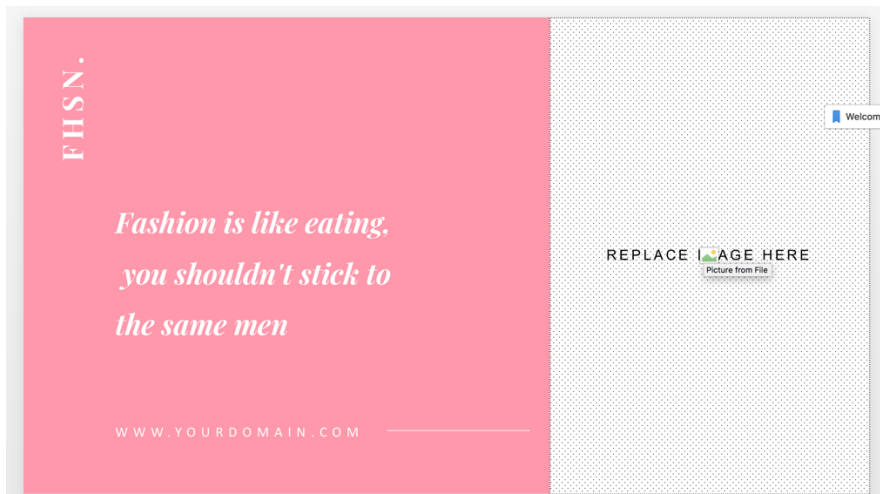 FHSN.
Fashion is like eating,
you shouldn't stick to
the same men
WWW.YOURDOMAIN.COM
REPLACE I AGE HERE
Picture from File
Welcom